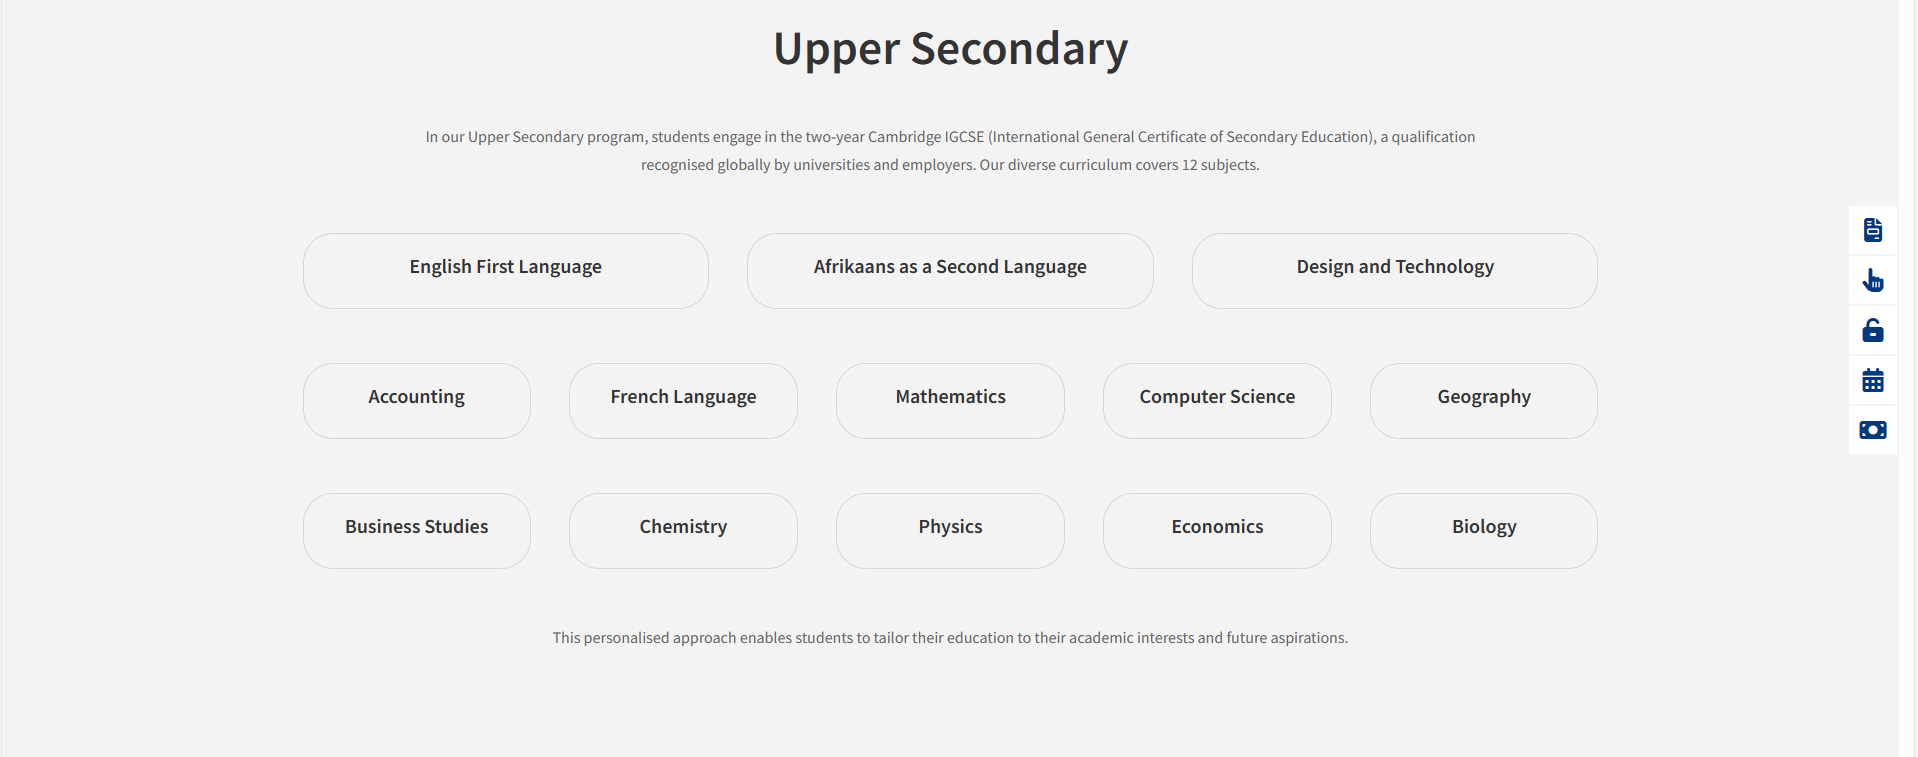 Upper Secondary
In our Upper Secondary program, students engage in the two-year Cambridge IGCSE (International General Certificate of Secondary Education), a qualification
recognised globally by universities and employers. Our diverse curriculum covers 12 subjects.
English First Language
Afrikaans as a Second Language
Design and Technology
Accounting
French Language
Mathematics
Computer Science
Geography
Business Studies
Chemistry
Physics
Economics
Biology
This personalised approach enables students to tailor their education to their academic interests and future aspirations.